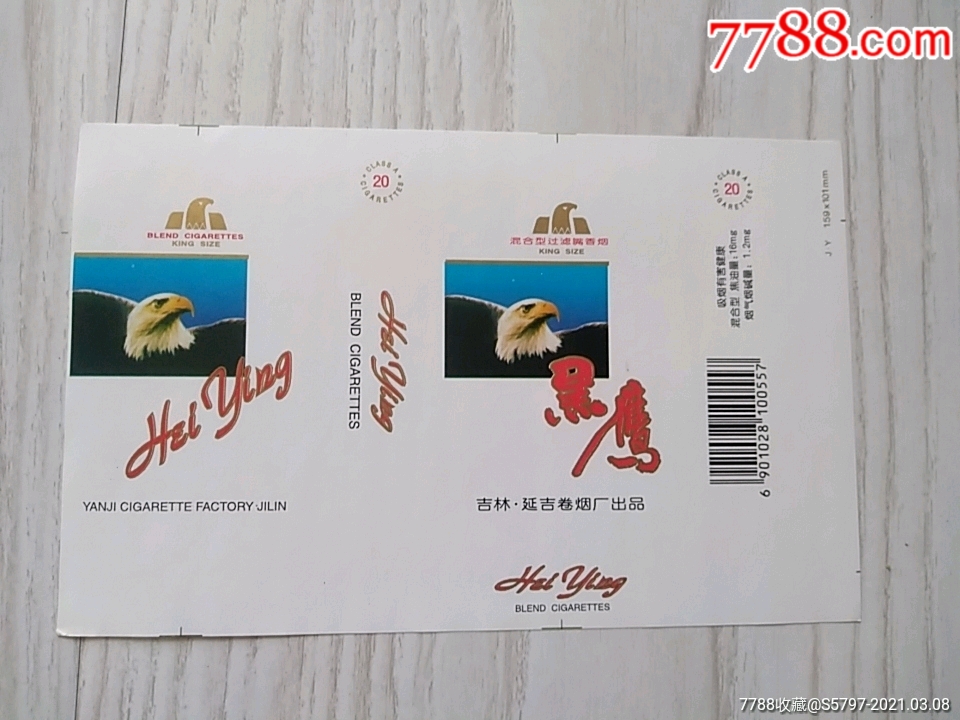 7788.com
BLEND CIGARETTES
KING SIZE
Hei Ying
YANJI CIGARETTE FACTORY·JILIN
CLASS A
20
CIGARETTES
Hei Ying
BLEND CIGARETTES
混合型过滤嘴香烟
KING SIZE
黑鹰
吉林·延吉卷烟厂出品
Hei Ying
BLEND CIGARETTES
CLASS A
20
CIGARETTES
吸烟有害健康
混合型 焦油量:16mg
烟气烟碱量:1.2mg
6 901028 100557
J Y 159×101mm
7788收藏@S5797-2021.03.08